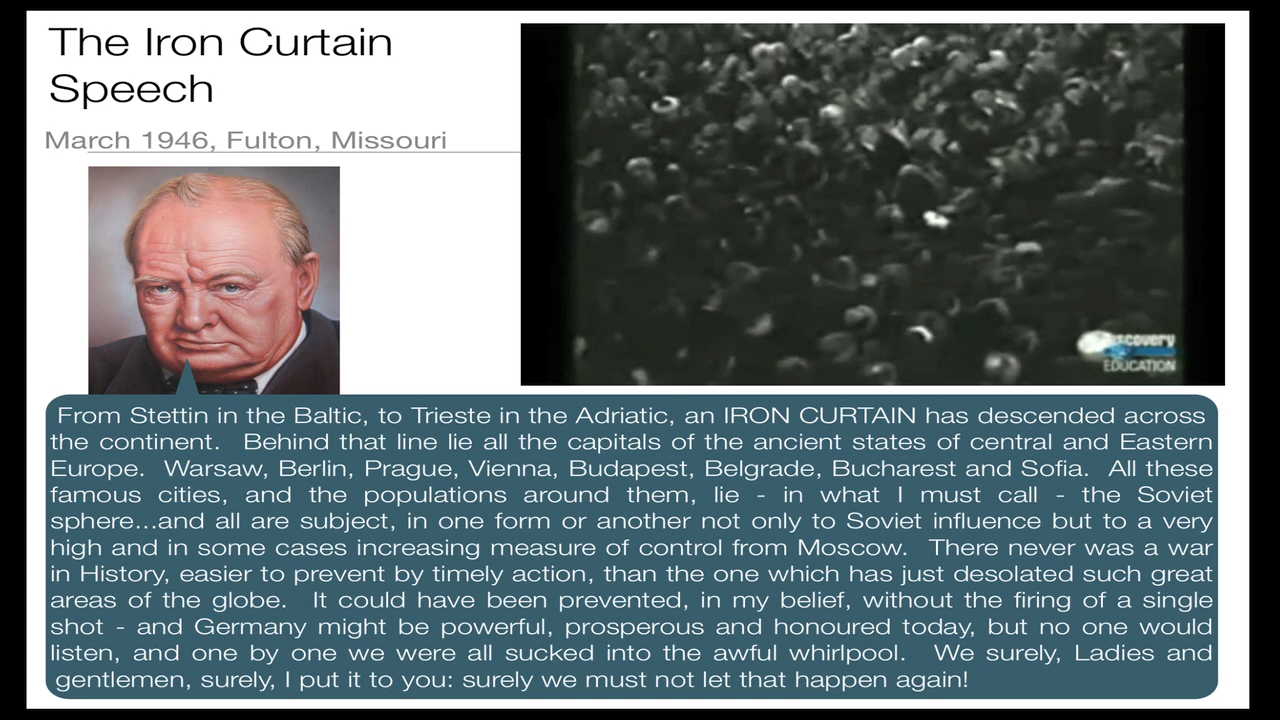 The Iron Curtain
Speech
March 1946, Fulton, Missouri
DISCOVERY
EDUCATION
From Stettin in the Baltic, to Trieste in the Adriatic, an IRON CURTAIN has descended across
the continent. Behind that line lie all the capitals of the ancient states of central and Eastern
Europe. Warsaw, Berlin, Prague, Vienna, Budapest, Belgrade, Bucharest and Sofia. All these
famous cities, and the populations around them, lie - in what I must call - the Soviet
sphere...and all are subject, in one form or another not only to Soviet influence but to a very
high and in some cases increasing measure of control from Moscow. There never was a war
in History, easier to prevent by timely action, than the one which has just desolated such great
areas of the globe. It could have been prevented, in my belief, without the firing of a single
shot - and Germany might be powerful, prosperous and honoured today, but no one would
listen, and one by one we were all sucked into the awful whirlpool. We surely, Ladies and
gentlemen, surely, I put it to you: surely we must not let that happen again!